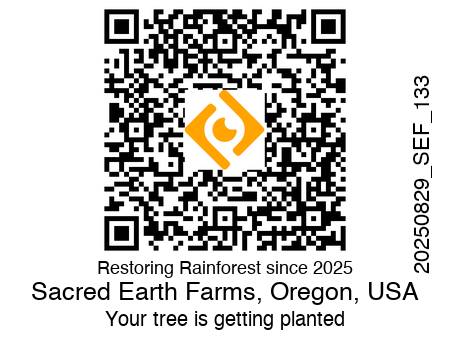 Restoring Rainforest since 2025
Sacred Earth Farms, Oregon, USA
Your tree is getting planted
20250829_SEF_133